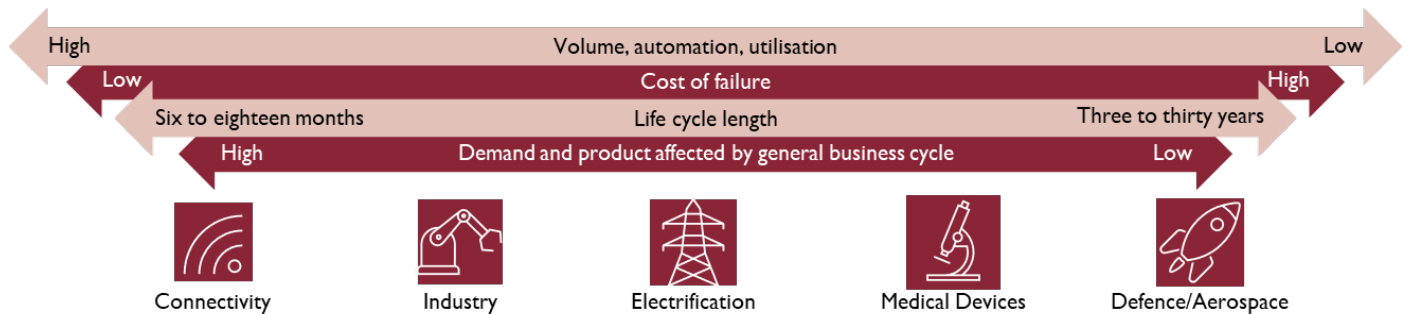 High Volume, automation, utilisation Low
Low Cost of failure High
Six to eighteen months Life cycle length Three to thirty years
High Demand and product affected by general business cycle Low
Connectivity Industry Electrification Medical Devices Defence/Aerospace